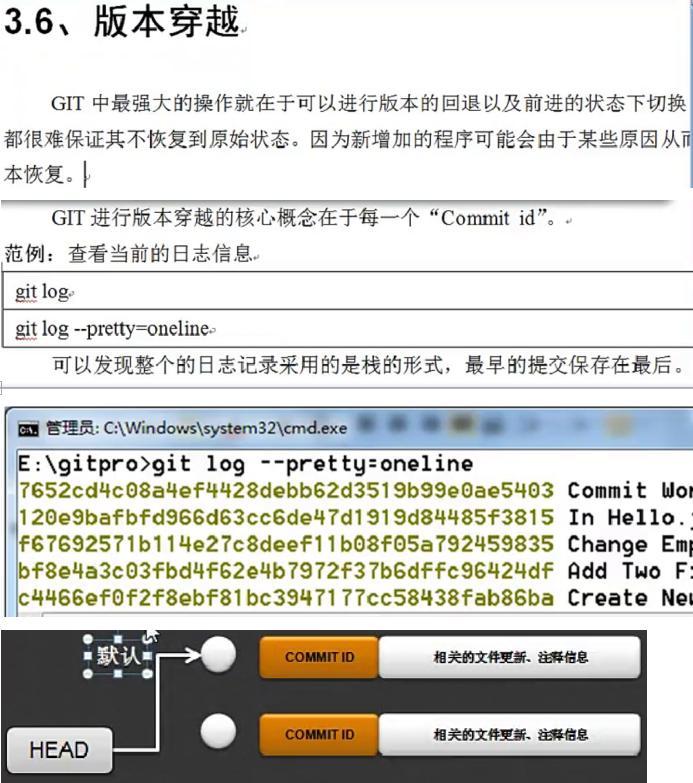 3.6、版本穿越
GIT 中最强大的操作就在于可以进行版本的回退以及前进的状态下切换
都很难保证其不恢复到原始状态。因为新增加的程序可能会由于某些原因从而
本恢复。
GIT 进行版本穿越的核心概念在于每一个“Commit id”。
范例：查看当前的日志信息
git log
git log --pretty=oneline
可以发现整个的日志记录采用的是栈的形式，最早的提交保存在最后。
管理员: C:\Windows\system32\cmd.exe
E:\gitpro>git log --pretty=oneline
7652cd4c08a4ef4428debb62d3519b99e0ae5403 Commit Wor
120e9bafbfd966d63cc6de47d1919d84485f3815 In Hello.
f67692571b114e27c8deef11b08f05a792459835 Change Emp
bf8e4a3c03fbd4f62e4b7972f37b6dffc96424df Add Two Fi
c4466ef0f2f8ebf81bc3947177cc58438fab86ba Create New
默认
COMMIT ID 相关的文件更新、注释信息
COMMIT ID 相关的文件更新、注释信息
HEAD